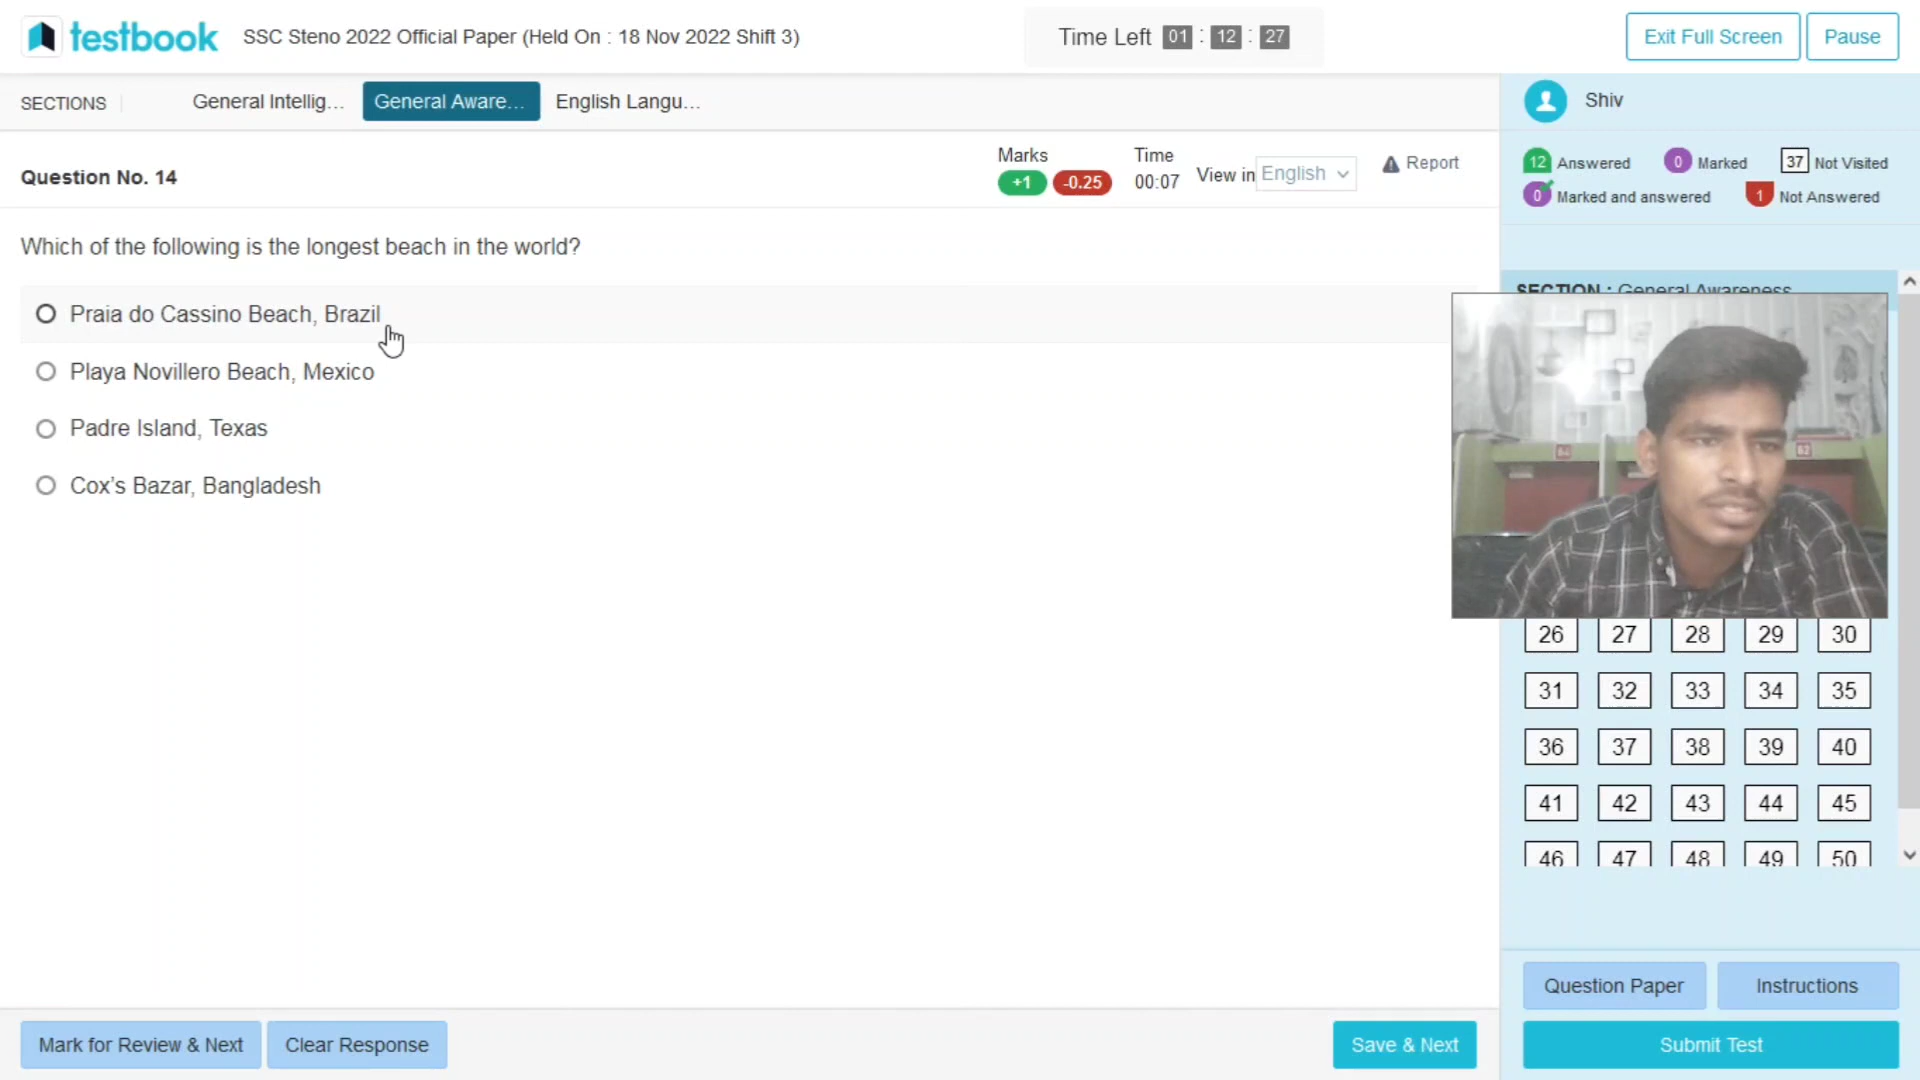 testbook SSC Steno 2022 Official Paper (Held On : 18 Nov 2022 Shift 3) Time Left 01 : 12 : 27 Exit Full Screen Pause
SECTIONS General Intellig... General Aware... English Langu...
Shiv
Question No. 14
Marks
+1 -0.25
Time
00:07
View in English
Report
12 Answered 0 Marked 37 Not Visited
0 Marked and answered 1 Not Answered
Which of the following is the longest beach in the world?
Praia do Cassino Beach, Brazil
Playa Novillero Beach, Mexico
Padre Island, Texas
Cox's Bazar, Bangladesh
SECTION : General Awareness
26 27 28 29 30
31 32 33 34 35
36 37 38 39 40
41 42 43 44 45
46 47 48 49 50
Question Paper Instructions
Mark for Review & Next Clear Response Save & Next Submit Test